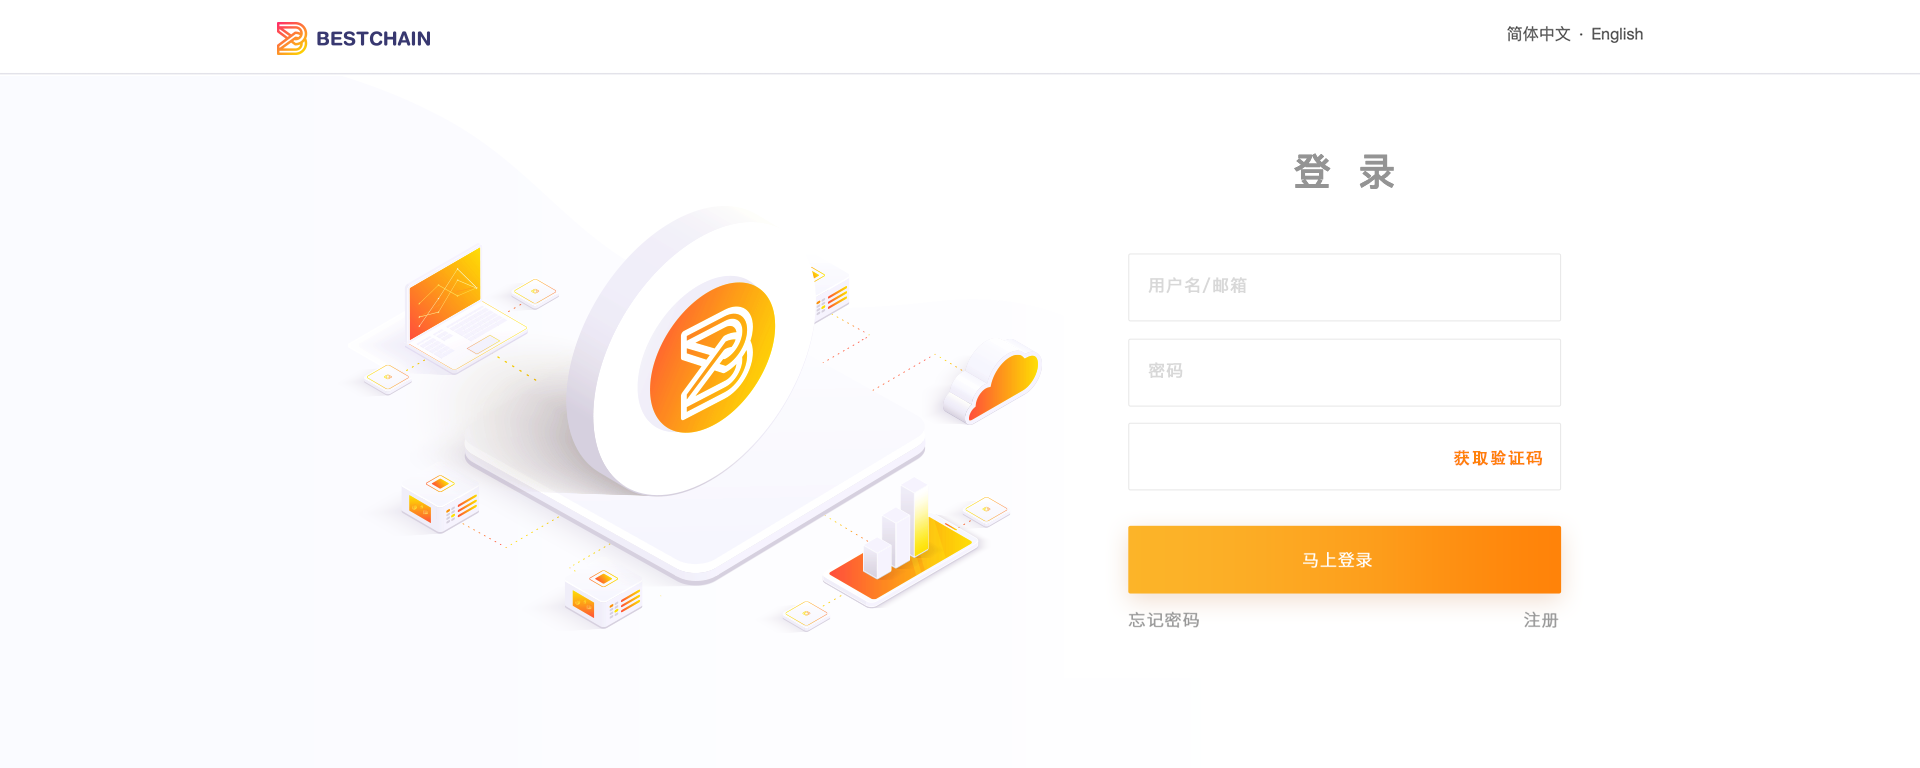 BESTCHAIN
简体中文 · English
登 录
用户名/邮箱
密码
获取验证码
马上登录
忘记密码
注册